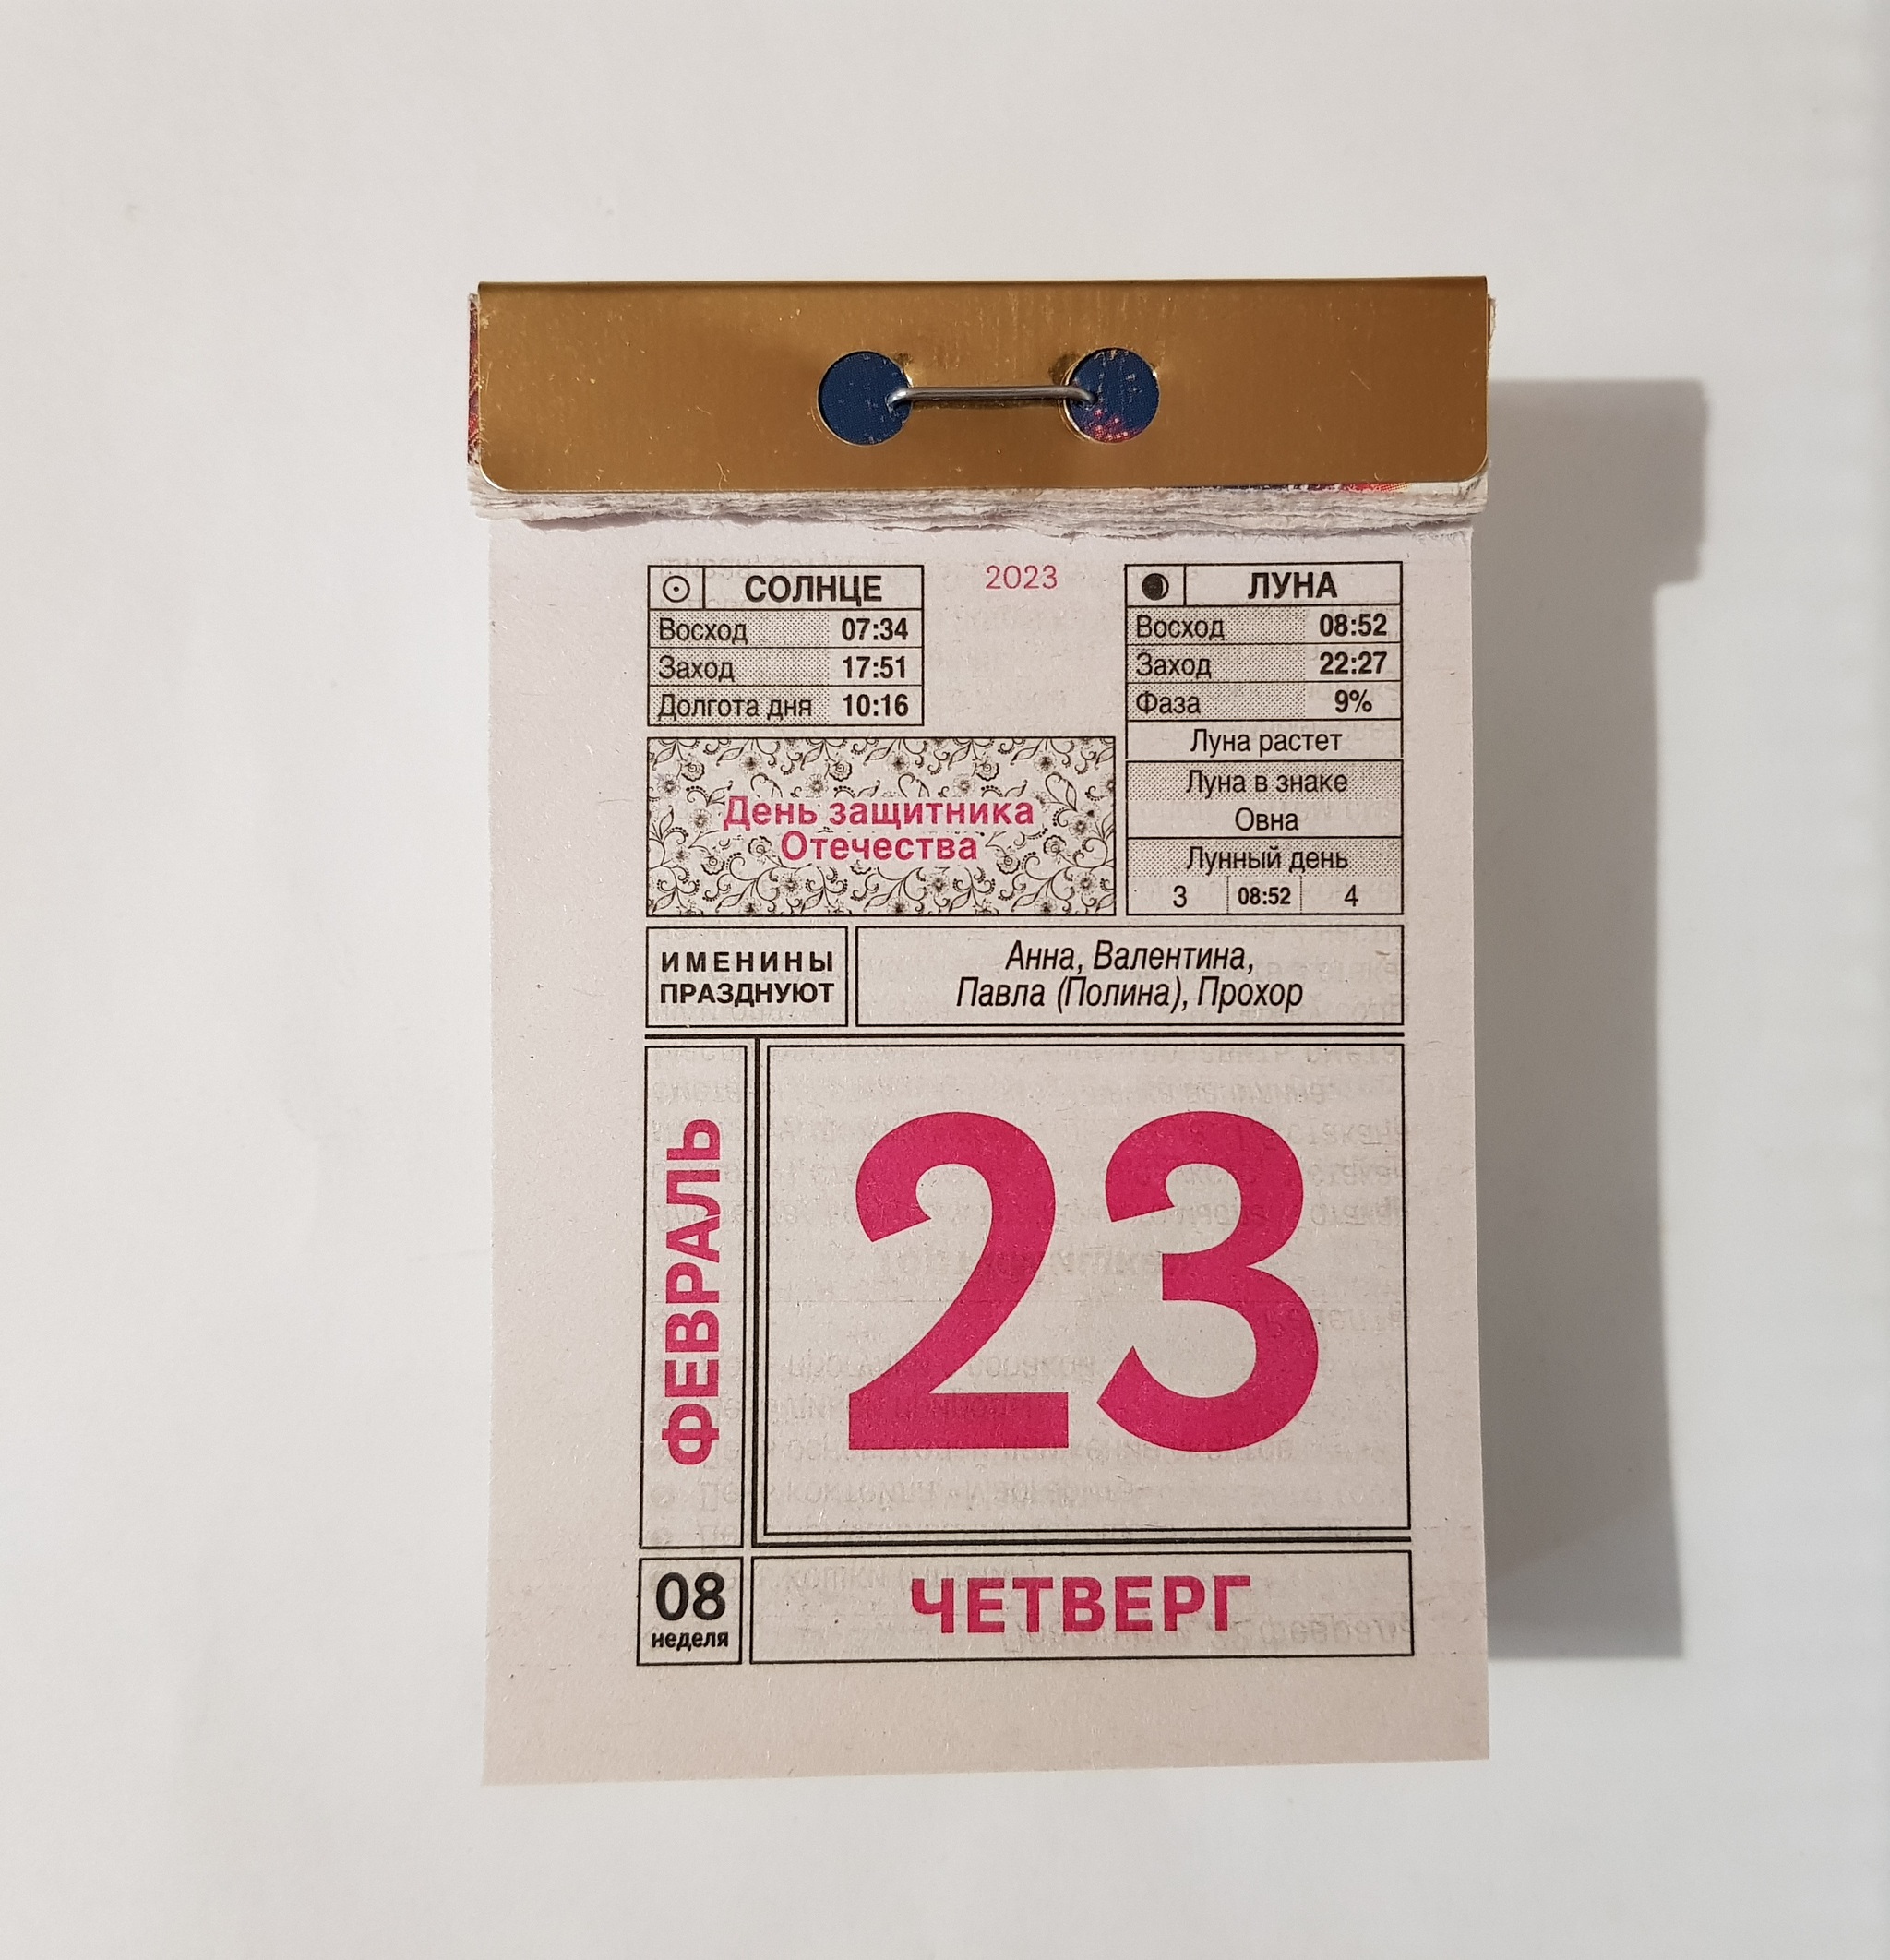 2023
СОЛНЦЕ
Восход 07:34
Заход 17:51
Долгота дня 10:16
ЛУНА
Восход 08:52
Заход 22:27
Фаза 9%
Луна растет
Луна в знаке
Овна
Лунный день
3 08:52 4
День защитника
Отечества
ИМЕНИНЫ
ПРАЗДНУЮТ
Анна, Валентина,
Павла (Полина), Прохор
ФЕВРАЛЬ
23
08
неделя
ЧЕТВЕРГ